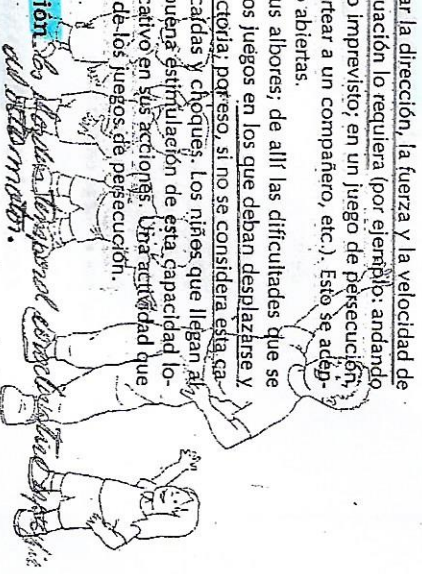 ar la dirección, la fuerza y la velocidad de
uación lo requiera (por ejemplo: andando
o imprevisto; en un juego de persecución,
rtear a un compañero, etc.). Esto se adep-
o abiertas.
us albores; de allí las dificultades que se
os juegos en los que deban desplazarse y
ctoria; por eso, si no se considera esta ca-
caídas y choques. Los niños que llegan al
buena estimulación de esta capacidad lo-
cativo en sus acciones. Una actividad que
de los juegos de persecución.
ión
temporal